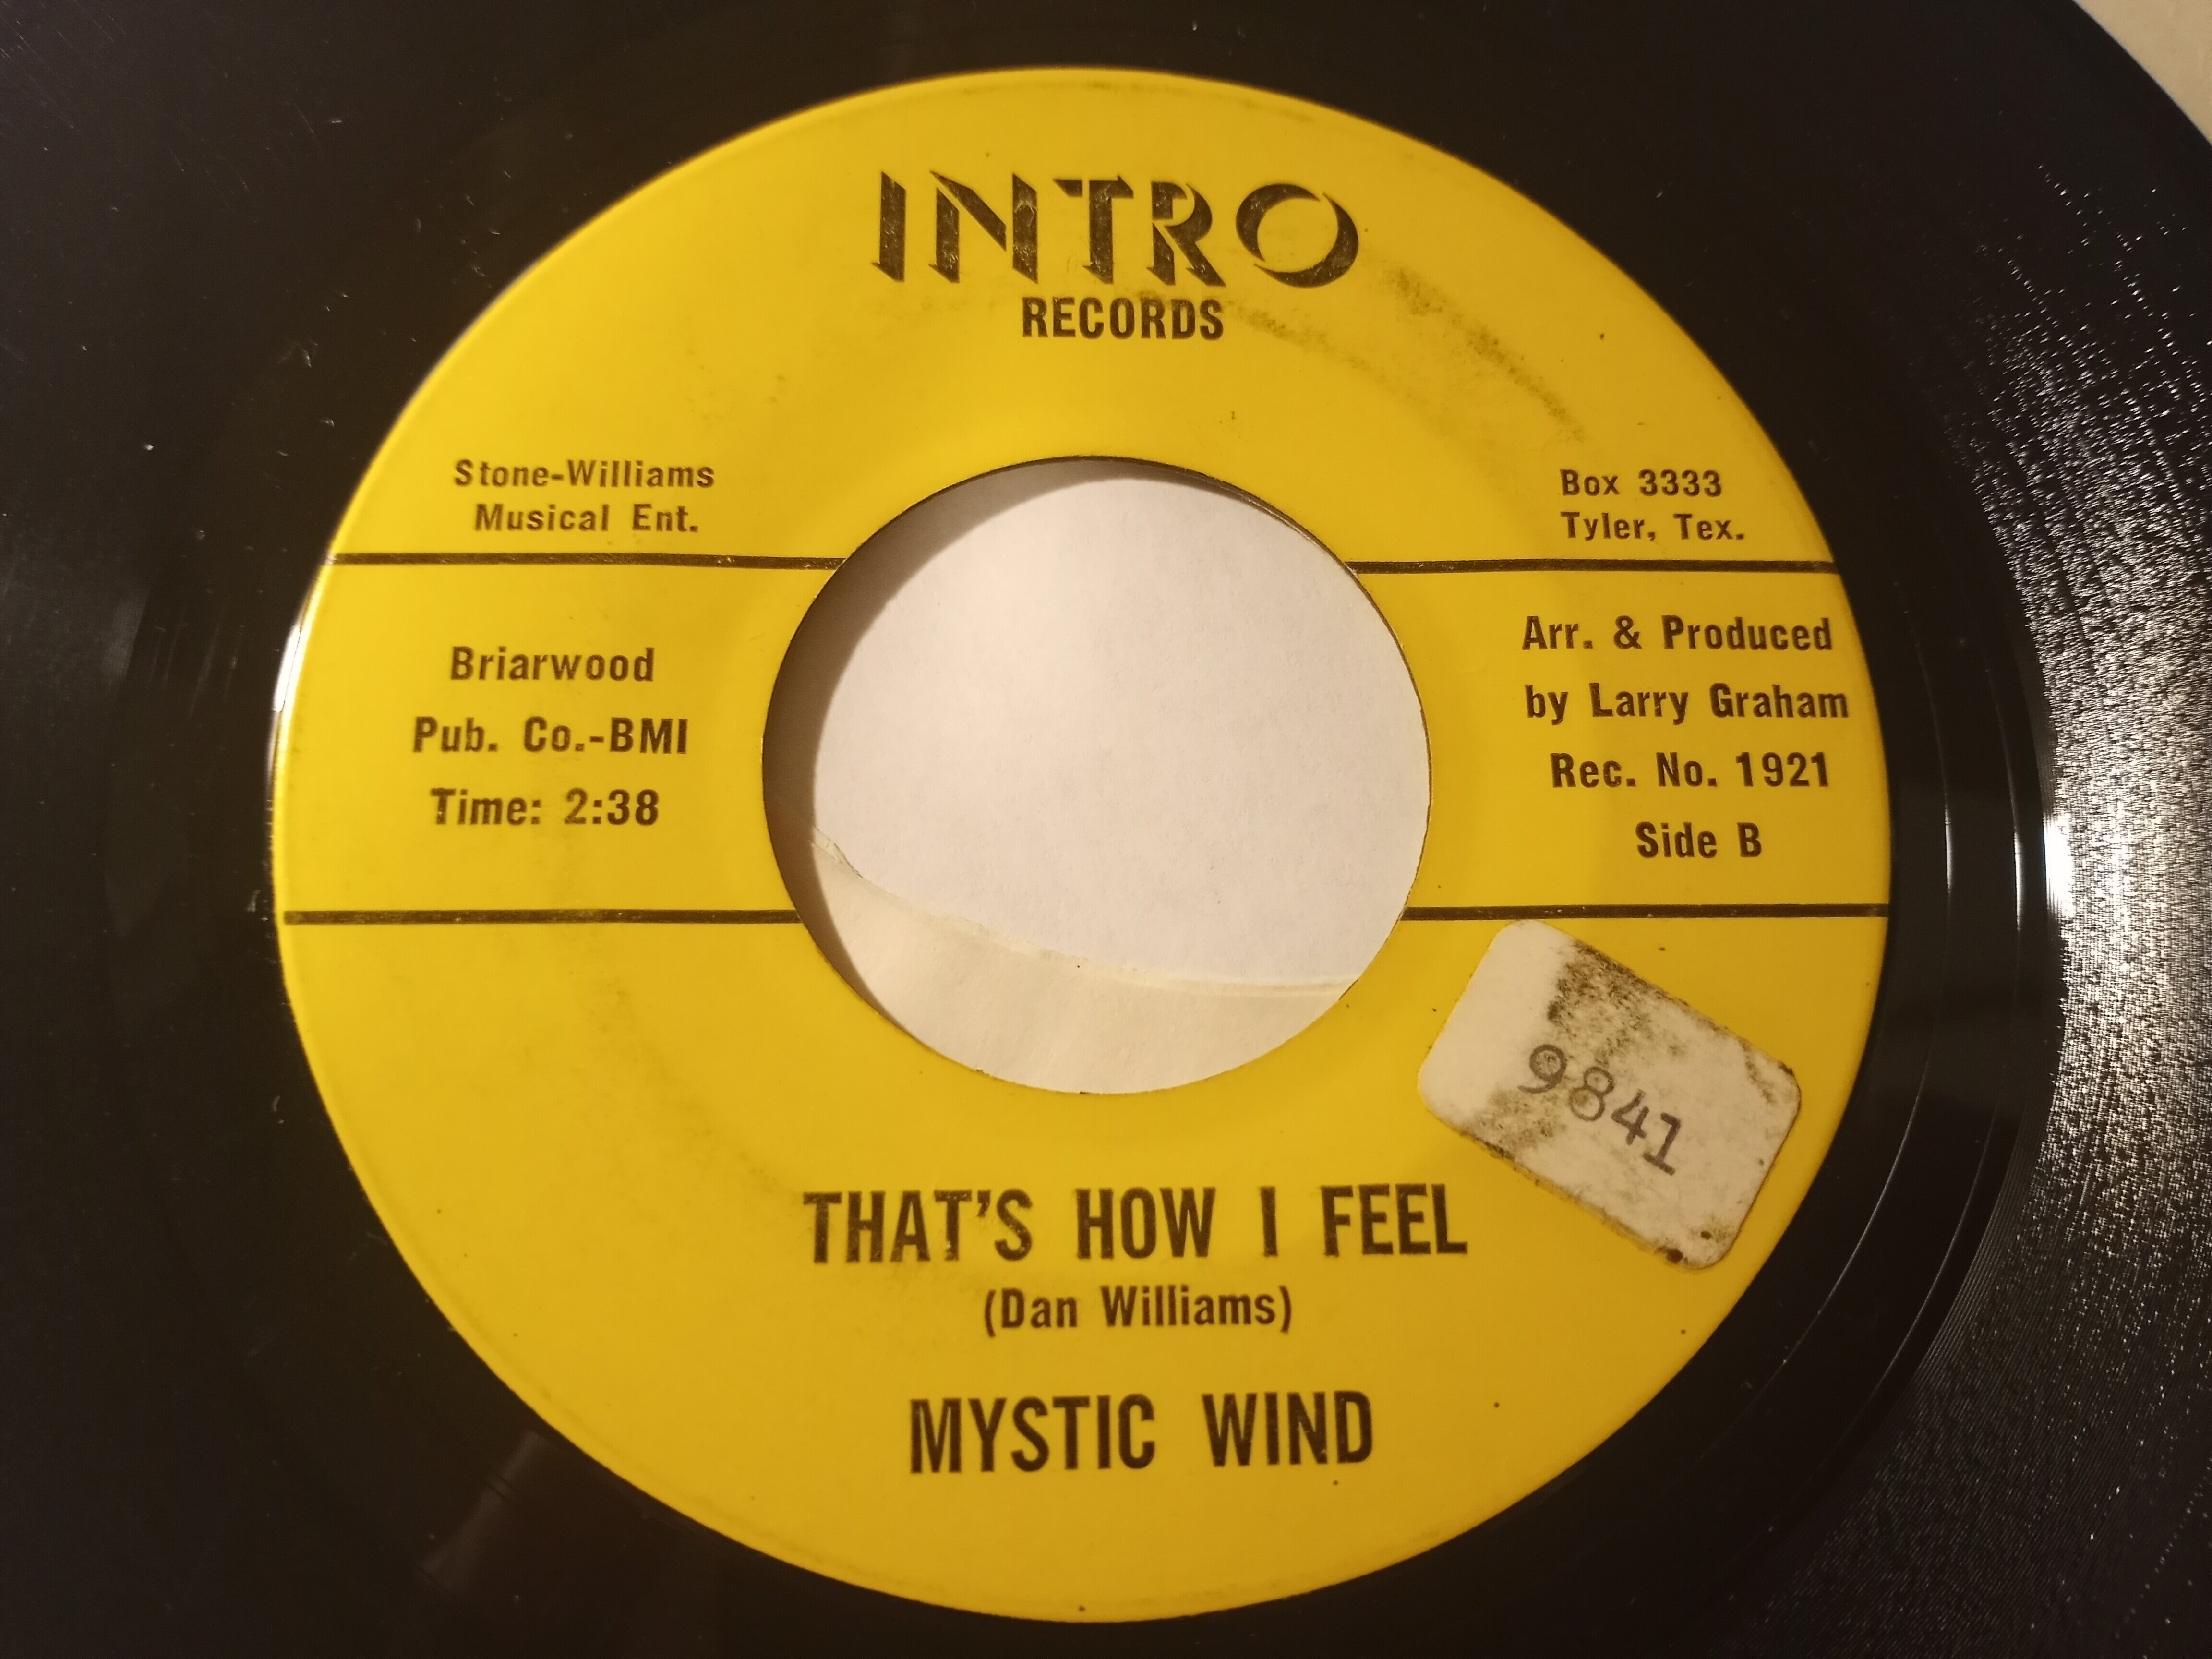 INTRO
RECORDS
Stone-Williams
Musical Ent.
Box 3333
Tyler, Tex.
Briarwood
Pub. Co.-BMI
Time: 2:38
Arr. & Produced
by Larry Graham
Rec. No. 1921
Side B
9841
THAT'S HOW I FEEL
(Dan Williams)
MYSTIC WIND